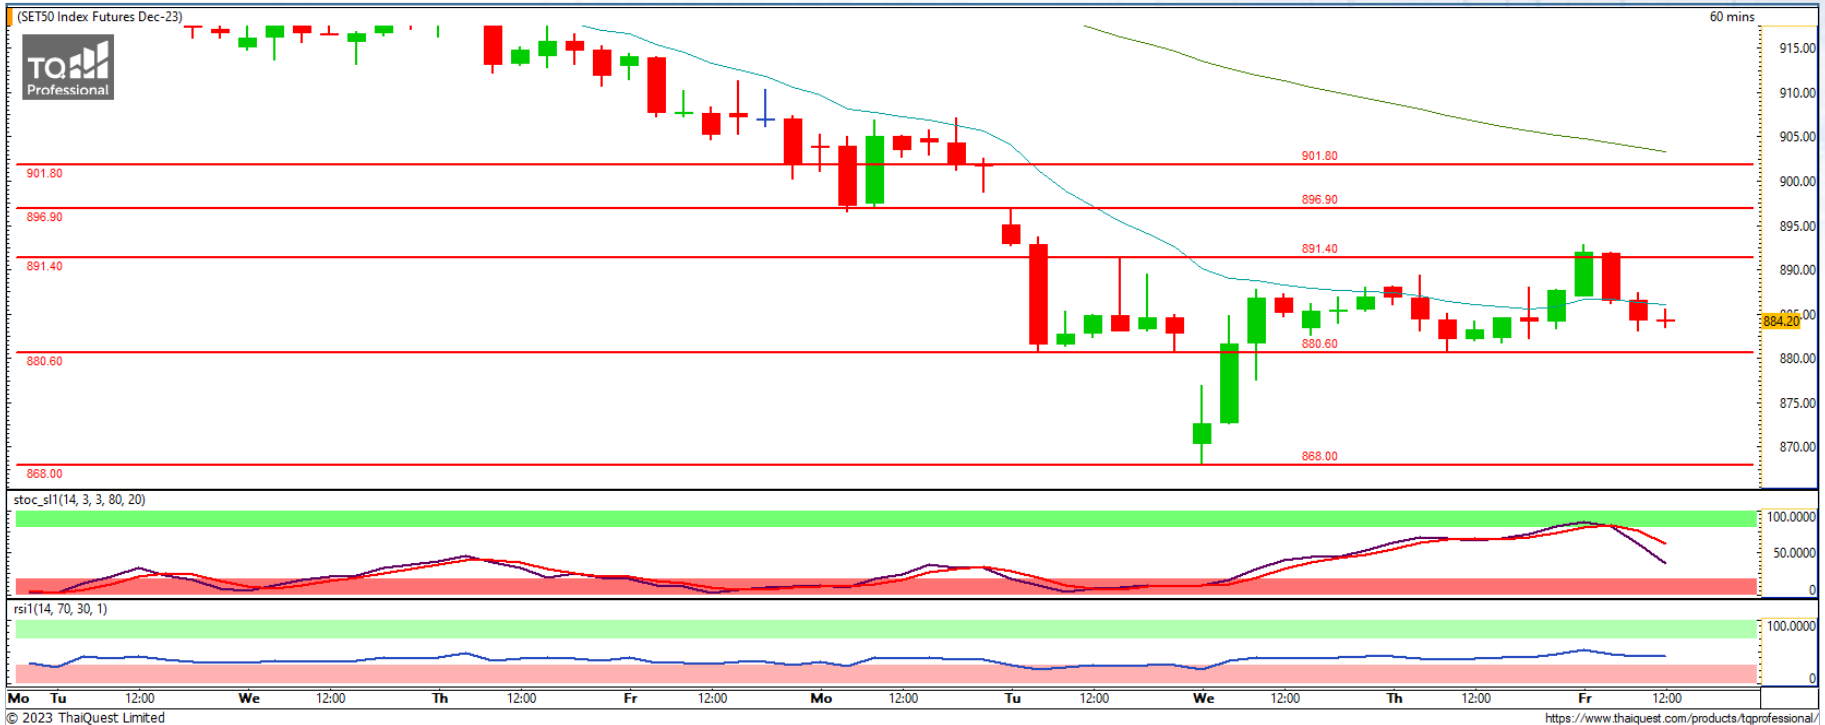 (SET50 Index Futures Dec-23)
60 mins
TQ
Professional
915.00
910.00
905.00
901.80
901.80
900.00
896.90
896.90
895.00
891.40
891.40
890.00
885.00
884.20
880.60
880.60
880.00
875.00
870.00
868.00
868.00
stoc_sl1(14, 3, 3, 80, 20)
100.0000
50.0000
0
rsi1(14, 70, 30, 1)
100.0000
0
Mo Tu 12:00 We 12:00 Th 12:00 Fr 12:00 Mo 12:00 Tu 12:00 We 12:00 Th 12:00 Fr 12:00
© 2023 ThaiQuest Limited
https://www.thaiquest.com/products/tqprofessional/